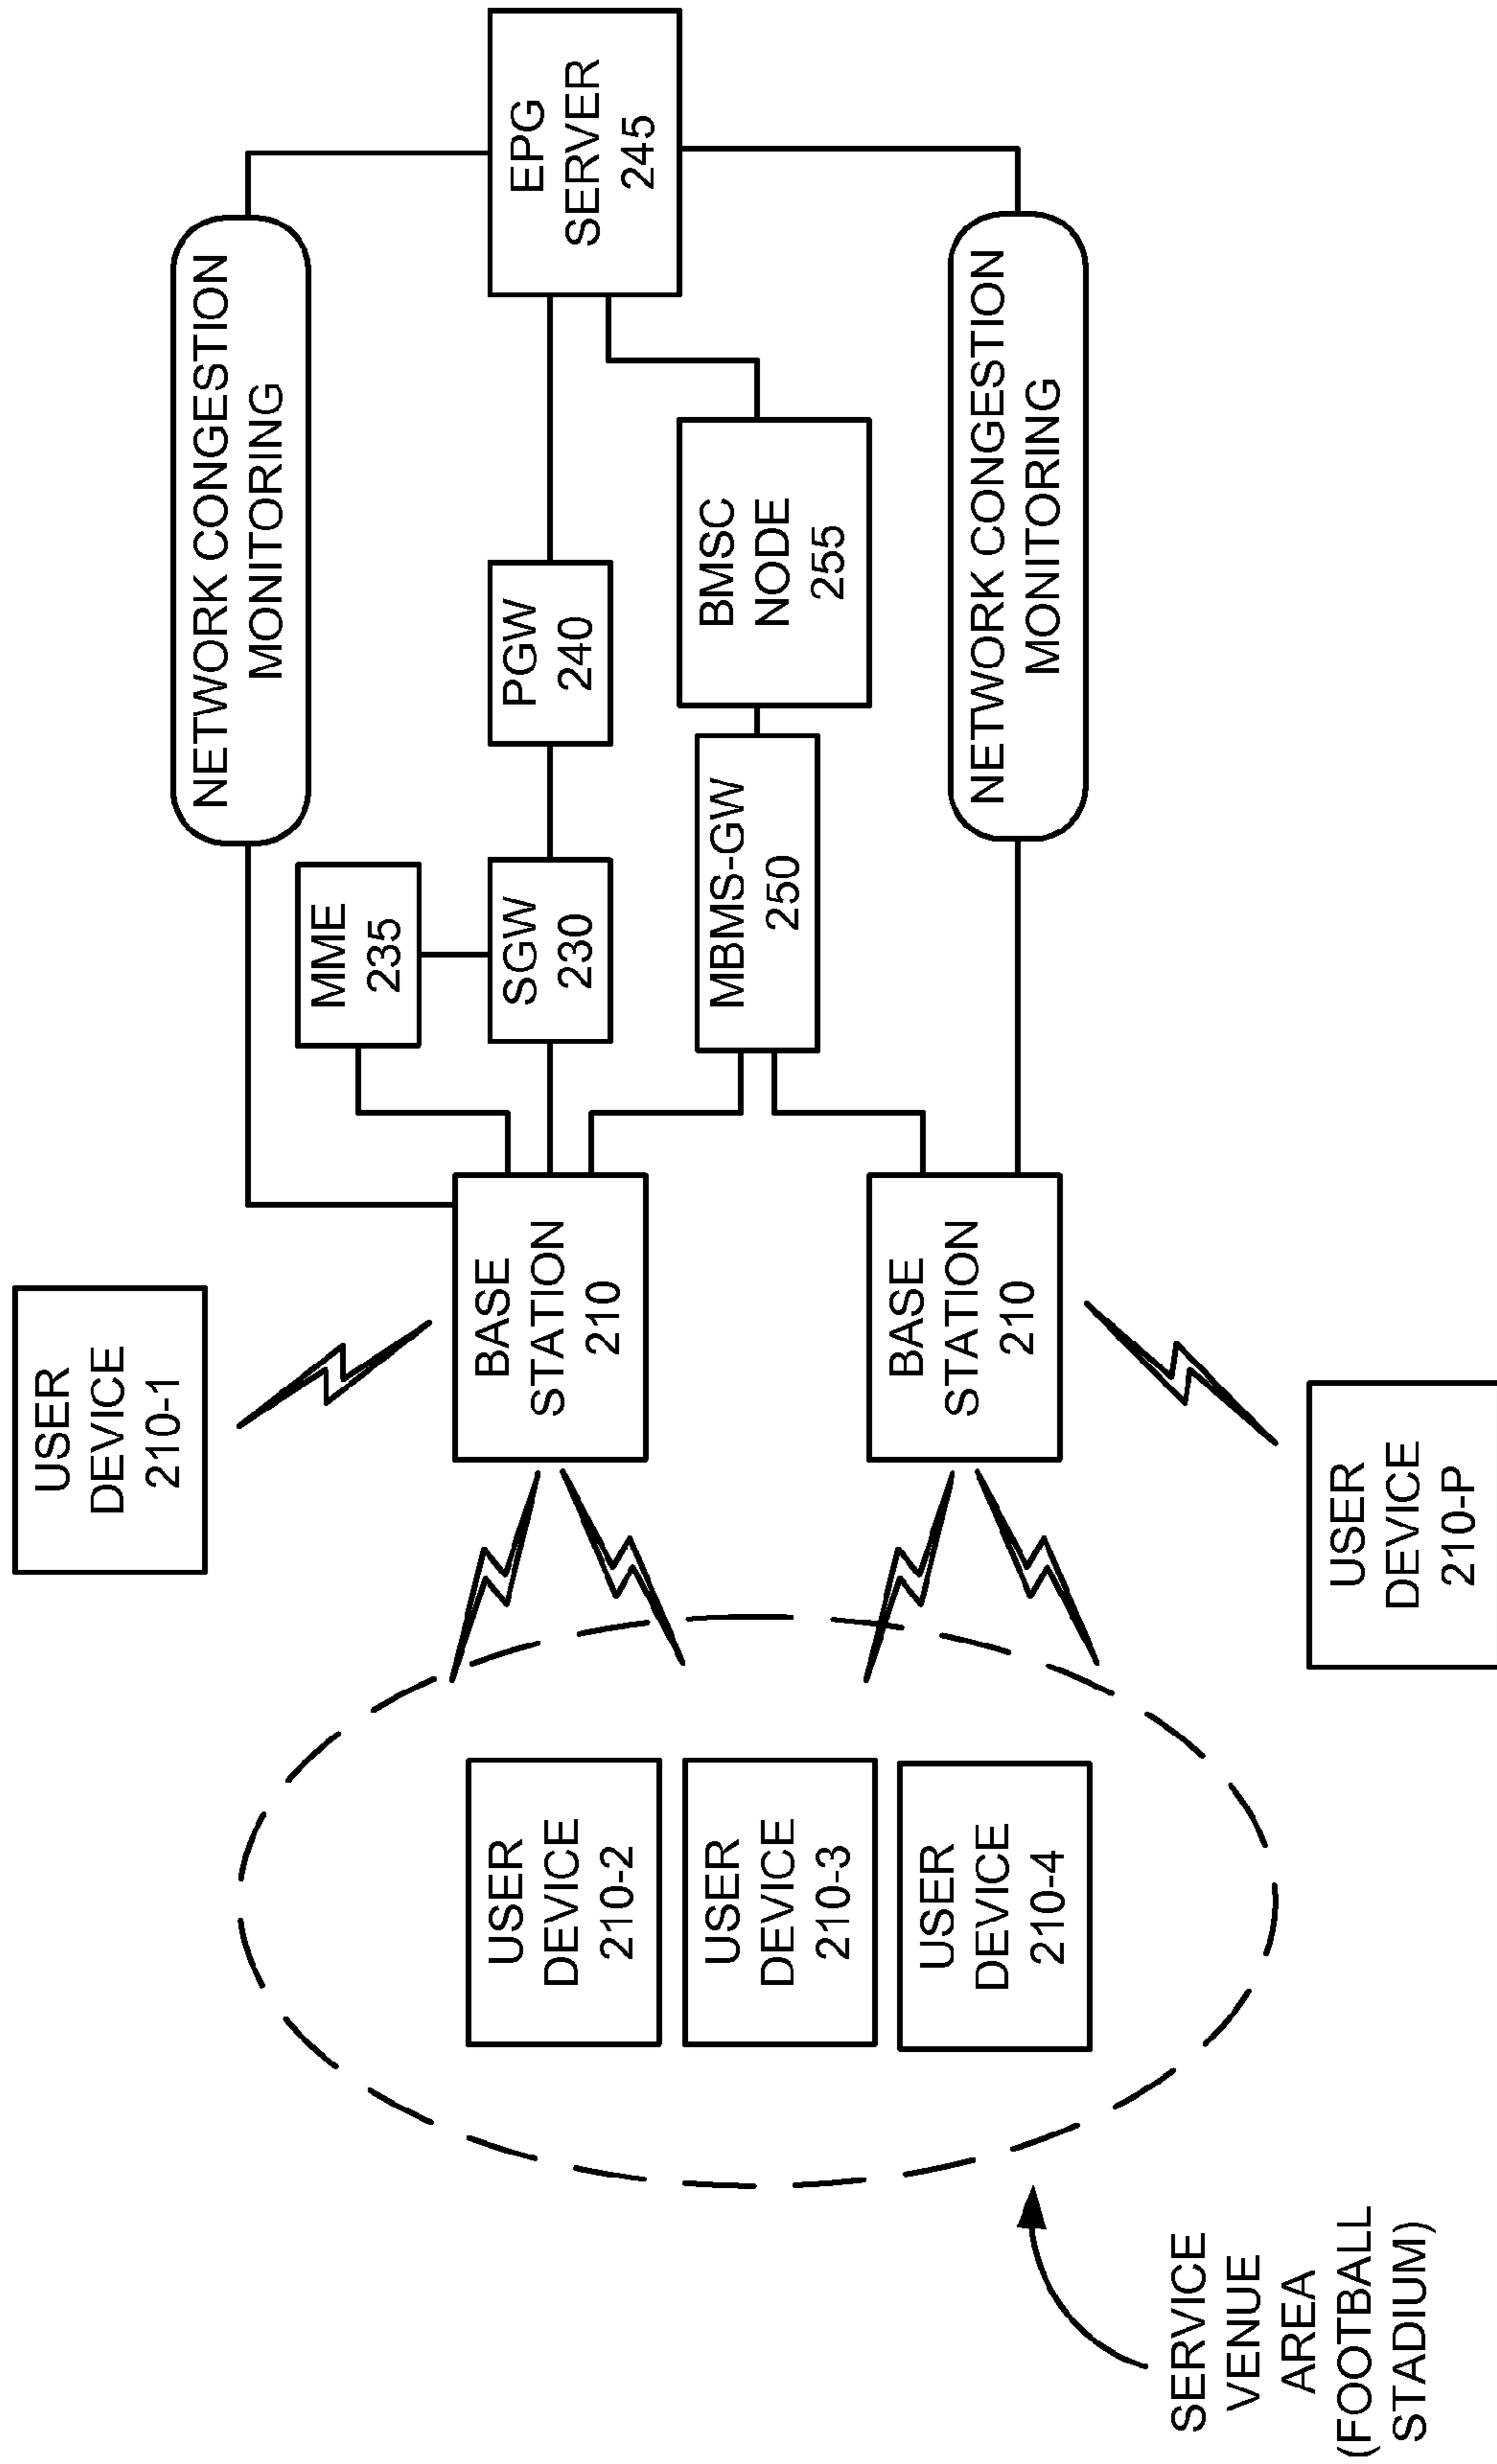 USER
DEVICE
210-1
NETWORK CONGESTION
MONITORING
MME
235
USER
DEVICE
210-2
BASE
STATION
210
SGW
230
PGW
240
EPG
SERVER
245
USER
DEVICE
210-3
MBMS-GW
250
BMSC
NODE
255
USER
DEVICE
210-4
BASE
STATION
210
NETWORK CONGESTION
MONITORING
SERVICE
VENUE
AREA
(FOOTBALL
STADIUM)
USER
DEVICE
210-P